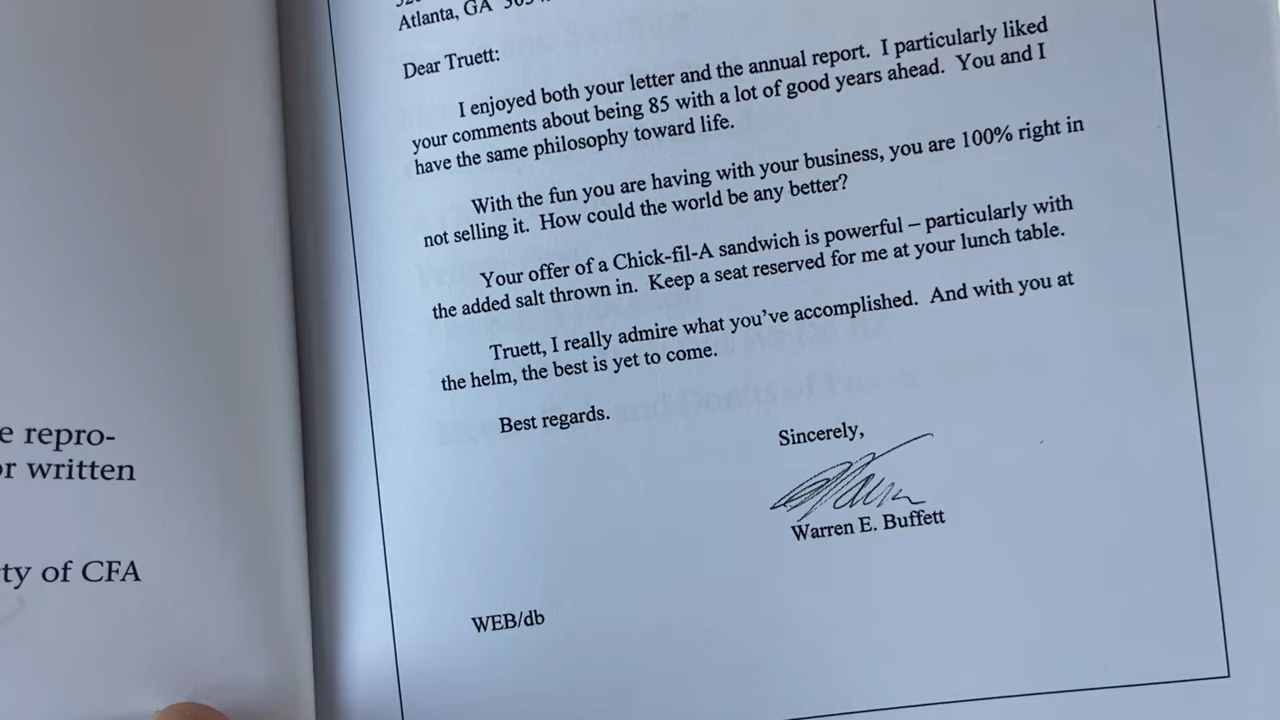 e repro-
or written
ty of CFA
Atlanta, GA
Dear Truett:
I enjoyed both your letter and the annual report. I particularly liked
your comments about being 85 with a lot of good years ahead. You and I
have the same philosophy toward life.
With the fun you are having with your business, you are 100% right in
not selling it. How could the world be any better?
Your offer of a Chick-fil-A sandwich is powerful – particularly with
the added salt thrown in. Keep a seat reserved for me at your lunch table.
Truett, I really admire what you've accomplished. And with you at
the helm, the best is yet to come.
Best regards.
Sincerely,
Warren E. Buffett
WEB/db